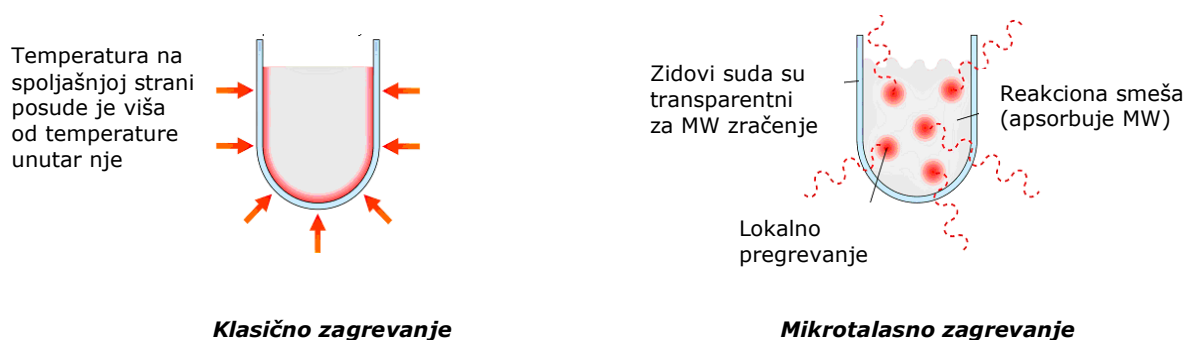 Temperatura na
spoljašnjoj strani
posude je viša
od temperature
unutar nje
Zidovi suda su
transparentni
za MW zračenje
Reakciona smeša
(apsorbuje MW)
Lokalno
pregrevanje
Klasično zagrevanje
Mikrotalasno zagrevanje